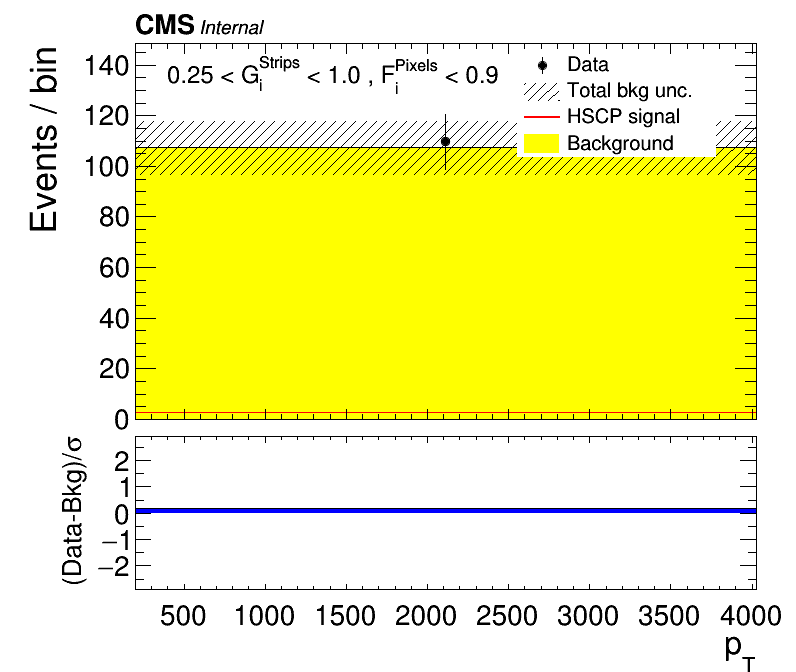 CMS Internal
Events / bin
140
120
100
80
60
40
20
0
0.25 < G_i^Strips < 1.0 , F_i^Pixels < 0.9
Data
Total bkg unc.
HSCP signal
Background
(Data-Bkg)/σ
2
1
0
−1
−2
500 1000 1500 2000 2500 3000 3500 4000
p_T